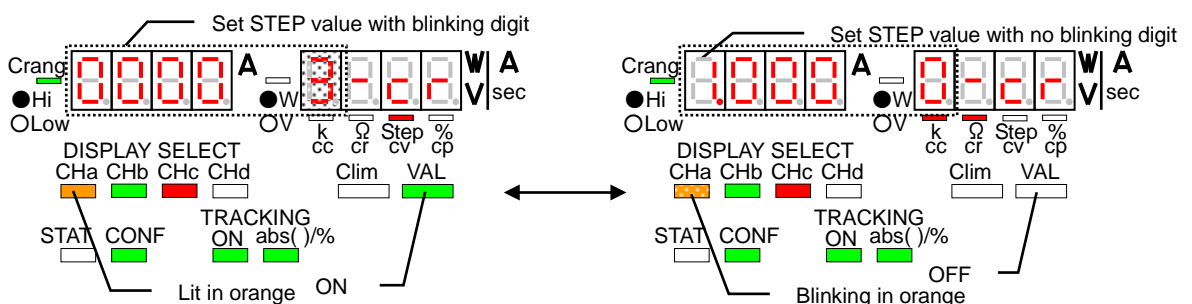 Set STEP value with blinking digit
Crang 0000 A W A
Hi W V sec
Low V
k Ω Step %
cc cr cv cp
DISPLAY SELECT
CHa CHb CHc CHd Clim VAL
TRACKING
STAT CONF ON abs( )/%
Lit in orange ON
Set STEP value with no blinking digit
Crang 1.000 A W A
Hi W V sec
Low V
k Ω Step %
cc cr cv cp
DISPLAY SELECT
CHa CHb CHc CHd Clim VAL
TRACKING
STAT CONF ON abs( )/%
OFF
Blinking in orange